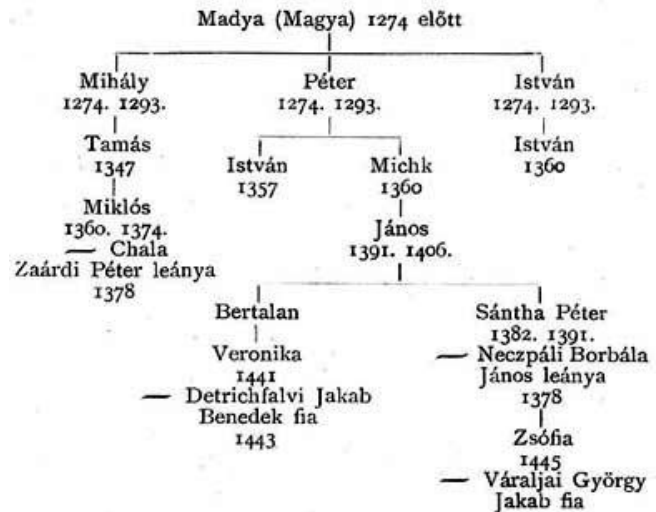 Madya (Magya) 1274 előtt
Mihály Péter István
1274. 1293. 1274. 1293. 1274. 1293.
Tamás István Michk István
1347 1357 1360 1360
Miklós János
1360. 1374. 1391. 1406.
— Chala
Zaárdi Péter leánya
1378
Bertalan Sántha Péter
1382. 1391.
Veronika — Neczpáli Borbála
1441 János leánya
— Detrichfalvi Jakab 1378
Benedek fia Zsófia
1443 1445
— Váraljai György
Jakab fia